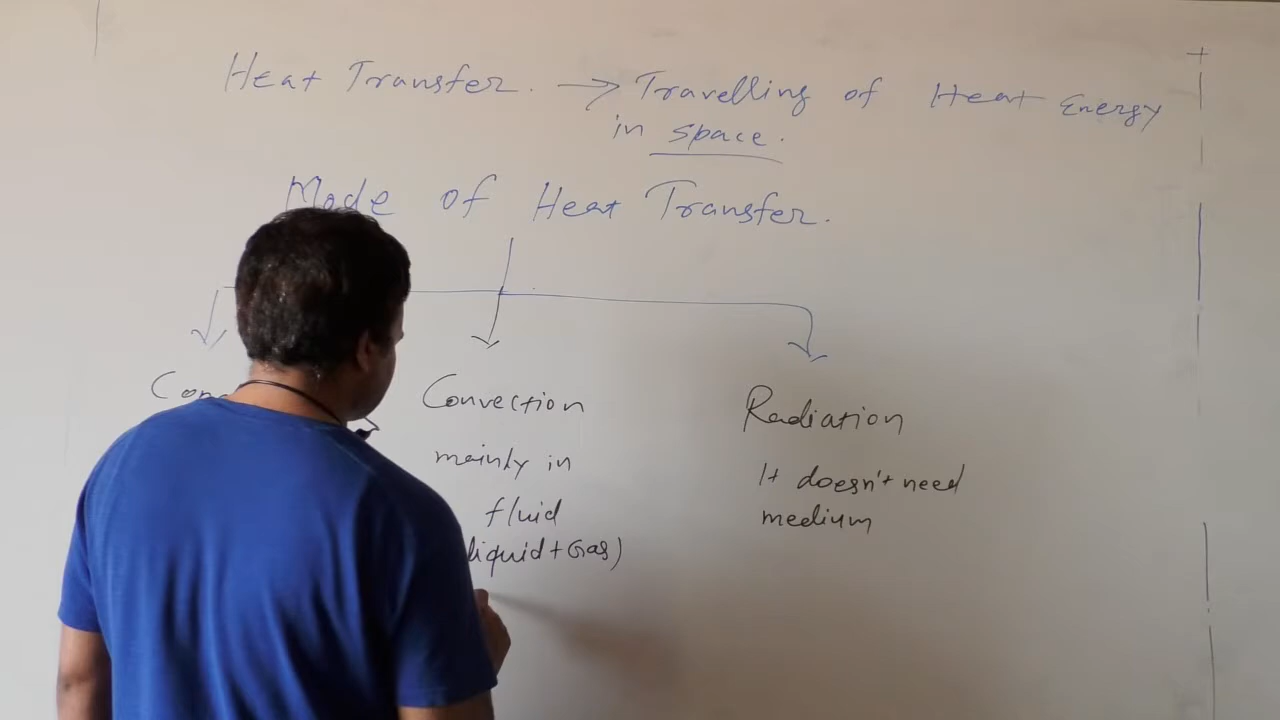 Heat Transfer. → Travelling of Heat Energy
in space.
Mode of Heat Transfer.
Convection
mainly in
fluid
liquid + Gas)
Radiation
It doesn't need
medium